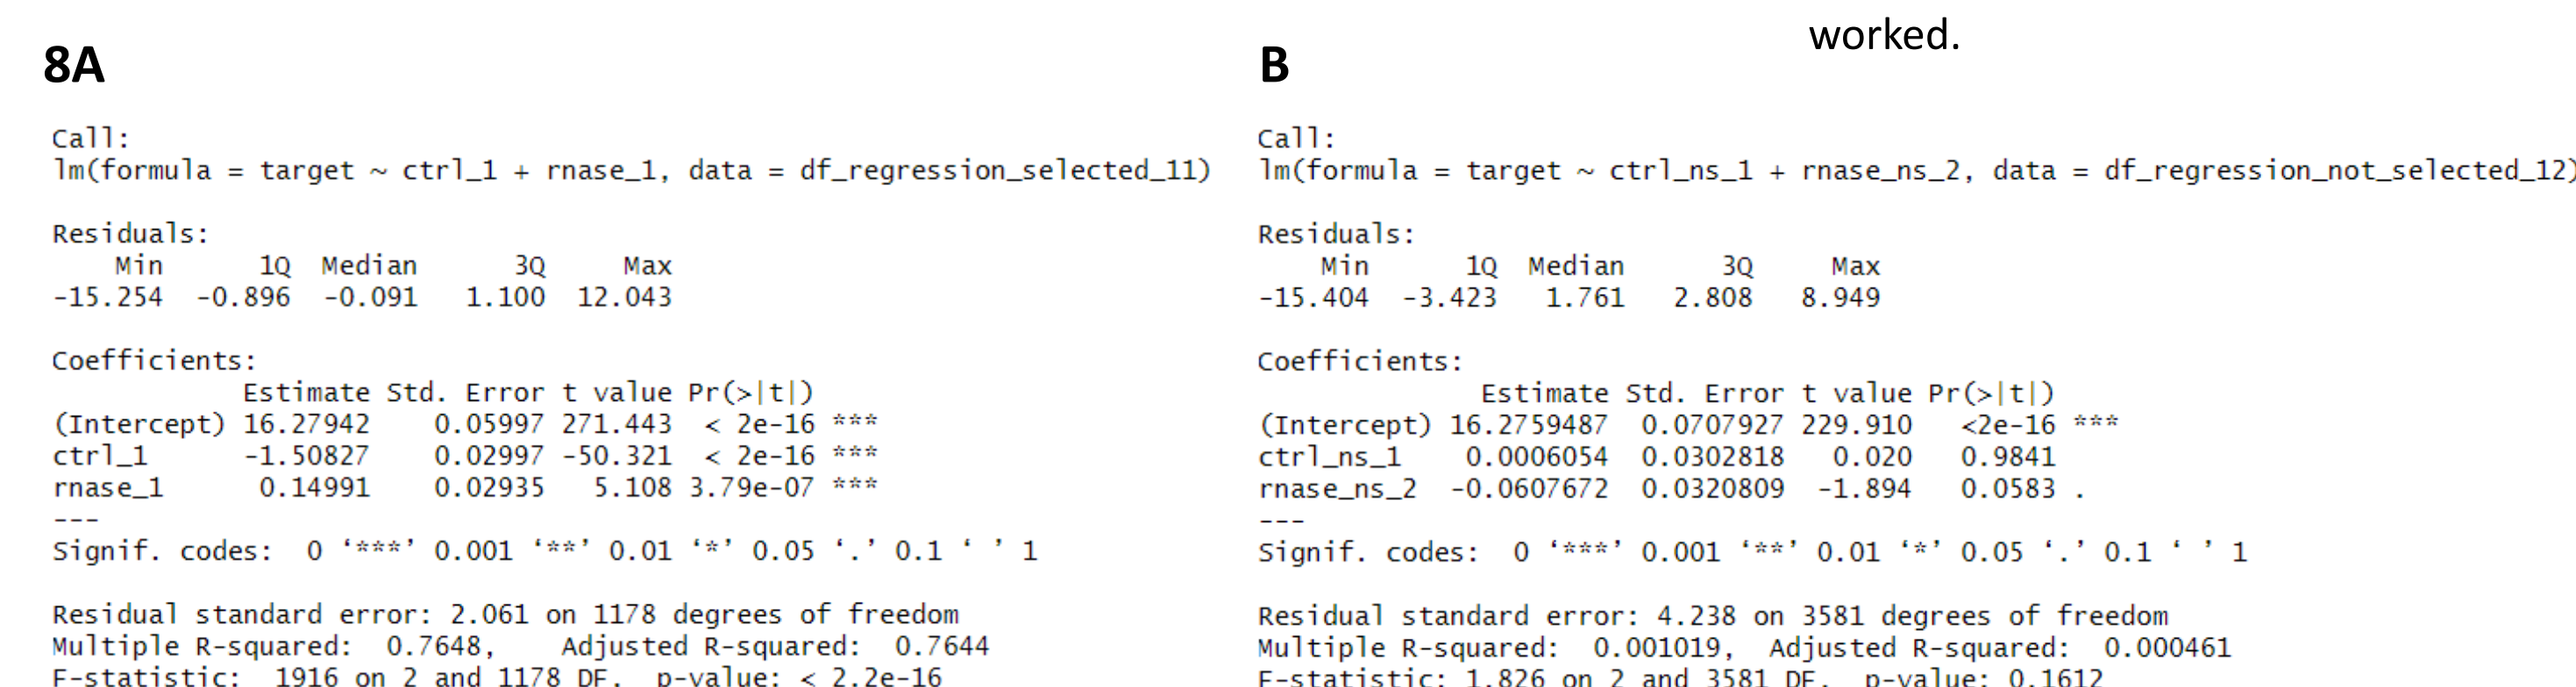 worked.
8A
Call:
lm(formula = target ~ ctrl_1 + rnase_1, data = df_regression_selected_11)
Residuals:
Min 1Q Median 3Q Max
-15.254 -0.896 -0.091 1.100 12.043
Coefficients:
Estimate Std. Error t value Pr(>|t|)
(Intercept) 16.27942 0.05997 271.443 < 2e-16 ***
ctrl_1 -1.50827 0.02997 -50.321 < 2e-16 ***
rnase_1 0.14991 0.02935 5.108 3.79e-07 ***
---
Signif. codes: 0 ‘***’ 0.001 ‘**’ 0.01 ‘*’ 0.05 ‘.’ 0.1 ‘ ’ 1
Residual standard error: 2.061 on 1178 degrees of freedom
Multiple R-squared: 0.7648, Adjusted R-squared: 0.7644
F-statistic: 1916 on 2 and 1178 DF, p-value: < 2.2e-16
B
Call:
lm(formula = target ~ ctrl_ns_1 + rnase_ns_2, data = df_regression_not_selected_12)
Residuals:
Min 1Q Median 3Q Max
-15.404 -3.423 1.761 2.808 8.949
Coefficients:
Estimate Std. Error t value Pr(>|t|)
(Intercept) 16.2759487 0.0707927 229.910 <2e-16 ***
ctrl_ns_1 0.0006054 0.0302818 0.020 0.9841
rnase_ns_2 -0.0607672 0.0320809 -1.894 0.0583 .
---
Signif. codes: 0 ‘***’ 0.001 ‘**’ 0.01 ‘*’ 0.05 ‘.’ 0.1 ‘ ’ 1
Residual standard error: 4.238 on 3581 degrees of freedom
Multiple R-squared: 0.001019, Adjusted R-squared: 0.000461
F-statistic: 1.826 on 2 and 3581 DF, p-value: 0.1612